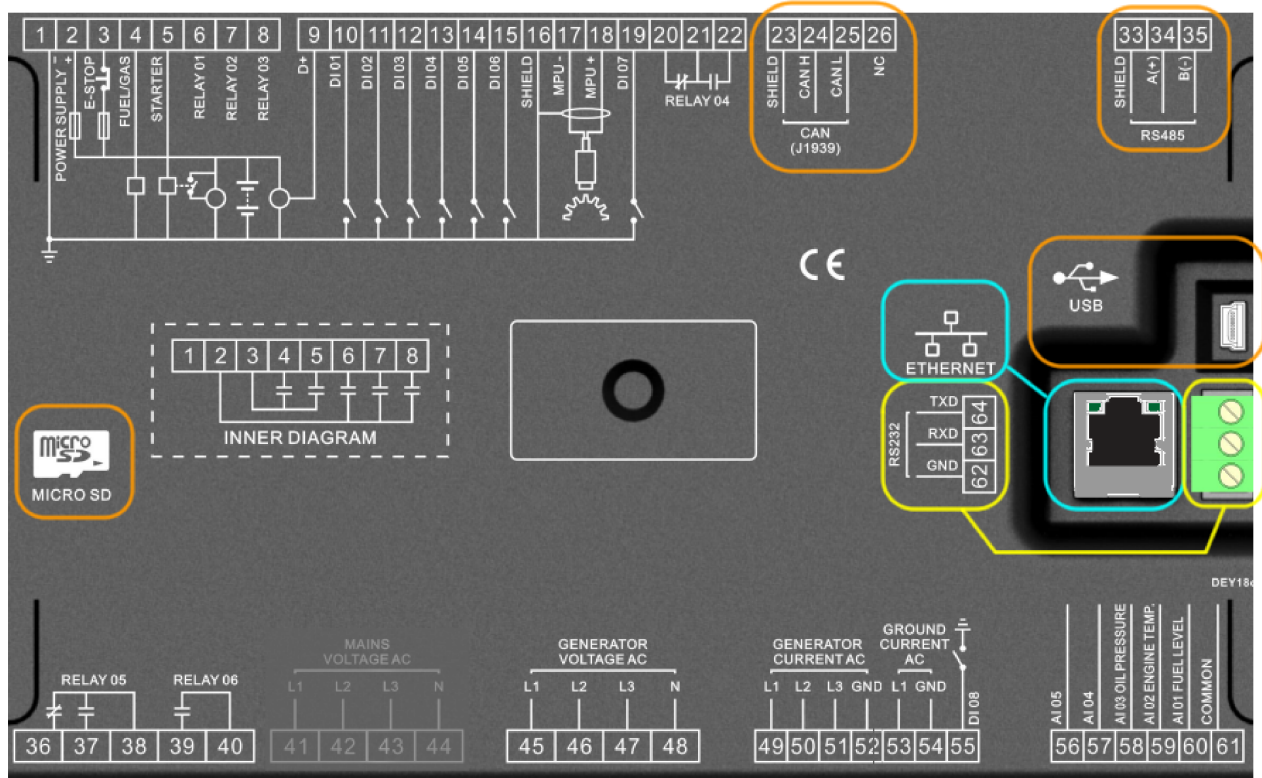 1 2 3 4 5 6 7 8
POWER SUPPLY - +
E-STOP
FUEL/GAS
STARTER
RELAY 01
RELAY 02
RELAY 03
9 10 11 12 13 14 15 16 17 18 19 20 21 22
D+
DI 01
DI 02
DI 03
DI 04
DI 05
DI 06
SHIELD
MPU-
MPU+
DI 07
RELAY 04
23 24 25 26
SHIELD
CAN H
CAN L
NC
CAN
(J1939)
33 34 35
SHIELD
A(+)
B(-)
RS485
CE
USB
ETHERNET
1 2 3 4 5 6 7 8
INNER DIAGRAM
micro
SD
MICRO SD
RS232
TXD 64
RXD 63
GND 62
RELAY 05
36 37 38
RELAY 06
39 40
MAINS
VOLTAGE AC
L1 L2 L3 N
41 42 43 44
GENERATOR
VOLTAGE AC
L1 L2 L3 N
45 46 47 48
GENERATOR
CURRENT AC
L1 L2 L3 GND
GROUND
CURRENT
AC
L1 GND
DI 08
49 50 51 52 53 54 55
AI 05
AI 04
AI 03 OIL PRESSURE
AI 02 ENGINE TEMP.
AI 01 FUEL LEVEL
COMMON
56 57 58 59 60 61